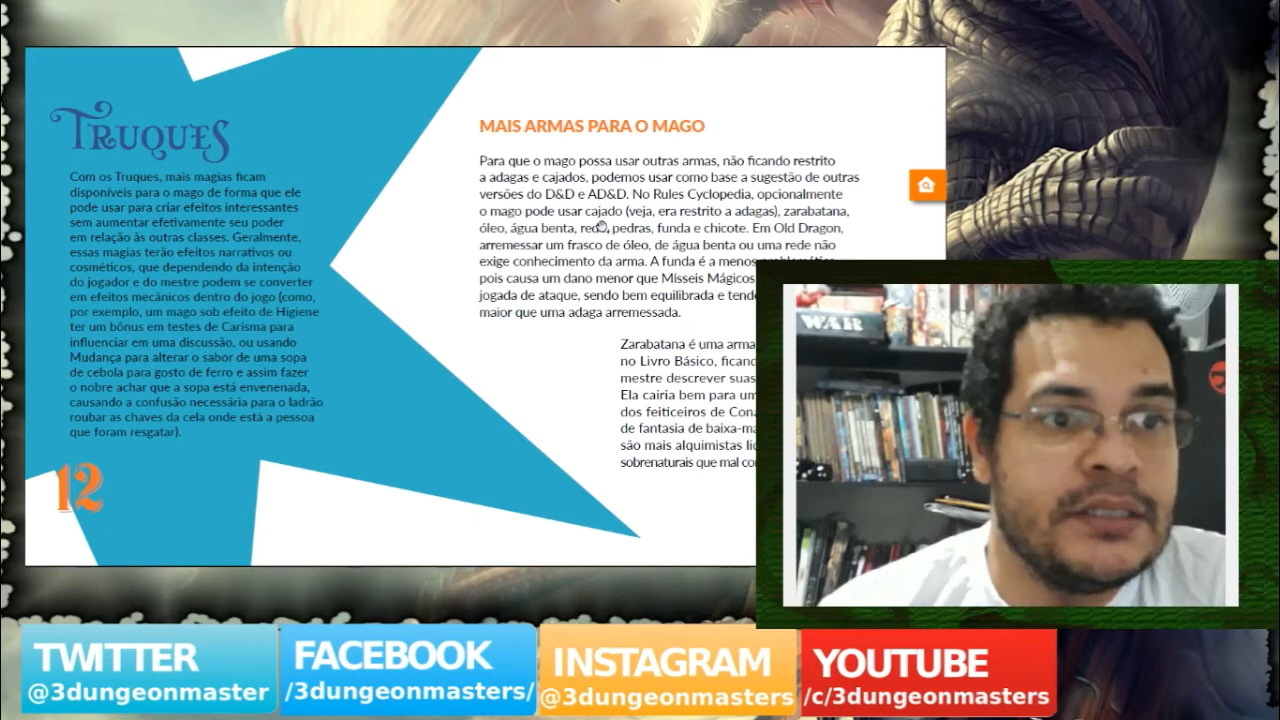 TRUQUES
Com os Truques, mais magias ficam
disponíveis para o mago de forma que ele
pode usar para criar efeitos interessantes
sem aumentar efetivamente seu poder
em relação às outras classes. Geralmente,
essas magias terão efeitos narrativos ou
cosméticos, que dependendo da intenção
do jogador e do mestre podem se converter
em efeitos mecânicos dentro do jogo (como,
por exemplo, um mago sob efeito de Higiene
ter um bônus em testes de Carisma para
influenciar em uma discussão, ou usando
Mudança para alterar o sabor de uma sopa
de cebola para gosto de ferro e assim fazer
o nobre achar que a sopa está envenenada,
causando a confusão necessária para o ladrão
roubar as chaves da cela onde está a pessoa
que foram resgatar).
12
MAIS ARMAS PARA O MAGO
Para que o mago possa usar outras armas, não ficando restrito
a adagas e cajados, podemos usar como base a sugestão de outras
versões do D&D e AD&D. No Rules Cyclopedia, opcionalmente
o mago pode usar cajado (veja, era restrito a adagas), zarabatana,
óleo, água benta, rede, pedras, funda e chicote. Em Old Dragon,
arremessar um frasco de óleo, de água benta ou uma rede não
exige conhecimento da arma. A funda é a menos problemática
pois causa um dano menor que Mísseis Mágicos
jogada de ataque, sendo bem equilibrada e tend
maior que uma adaga arremessada.
Zarabatana é uma arma
no Livro Básico, ficand
mestre descrever suas
Ela cairia bem para um
dos feiticeiros de Cona
de fantasia de baixa-ma
são mais alquimistas li
sobrenaturais que mal co
WAR
TWITTER
@3dungeonmaster
FACEBOOK
/3dungeonmasters/
INSTAGRAM
@3dungeonmasters
YOUTUBE
/c/3dungeonmasters